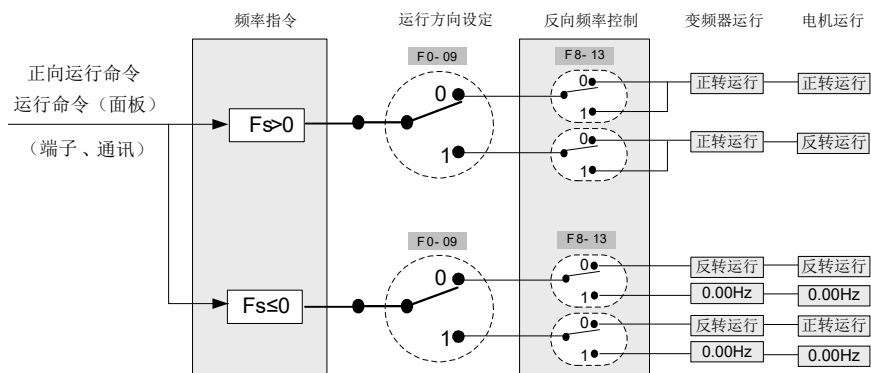 频率指令 运行方向设定 反向频率控制 变频器运行 电机运行
正向运行命令
运行命令（面板）
（端子、通讯）
Fs>0
F0-09
0
1
F8-13
0
1
0
1
正转运行 正转运行
正转运行 反转运行
Fs≤0
F0-09
0
1
F8-13
0
1
0
1
反转运行 反转运行
0.00Hz 0.00Hz
反转运行 正转运行
0.00Hz 0.00Hz